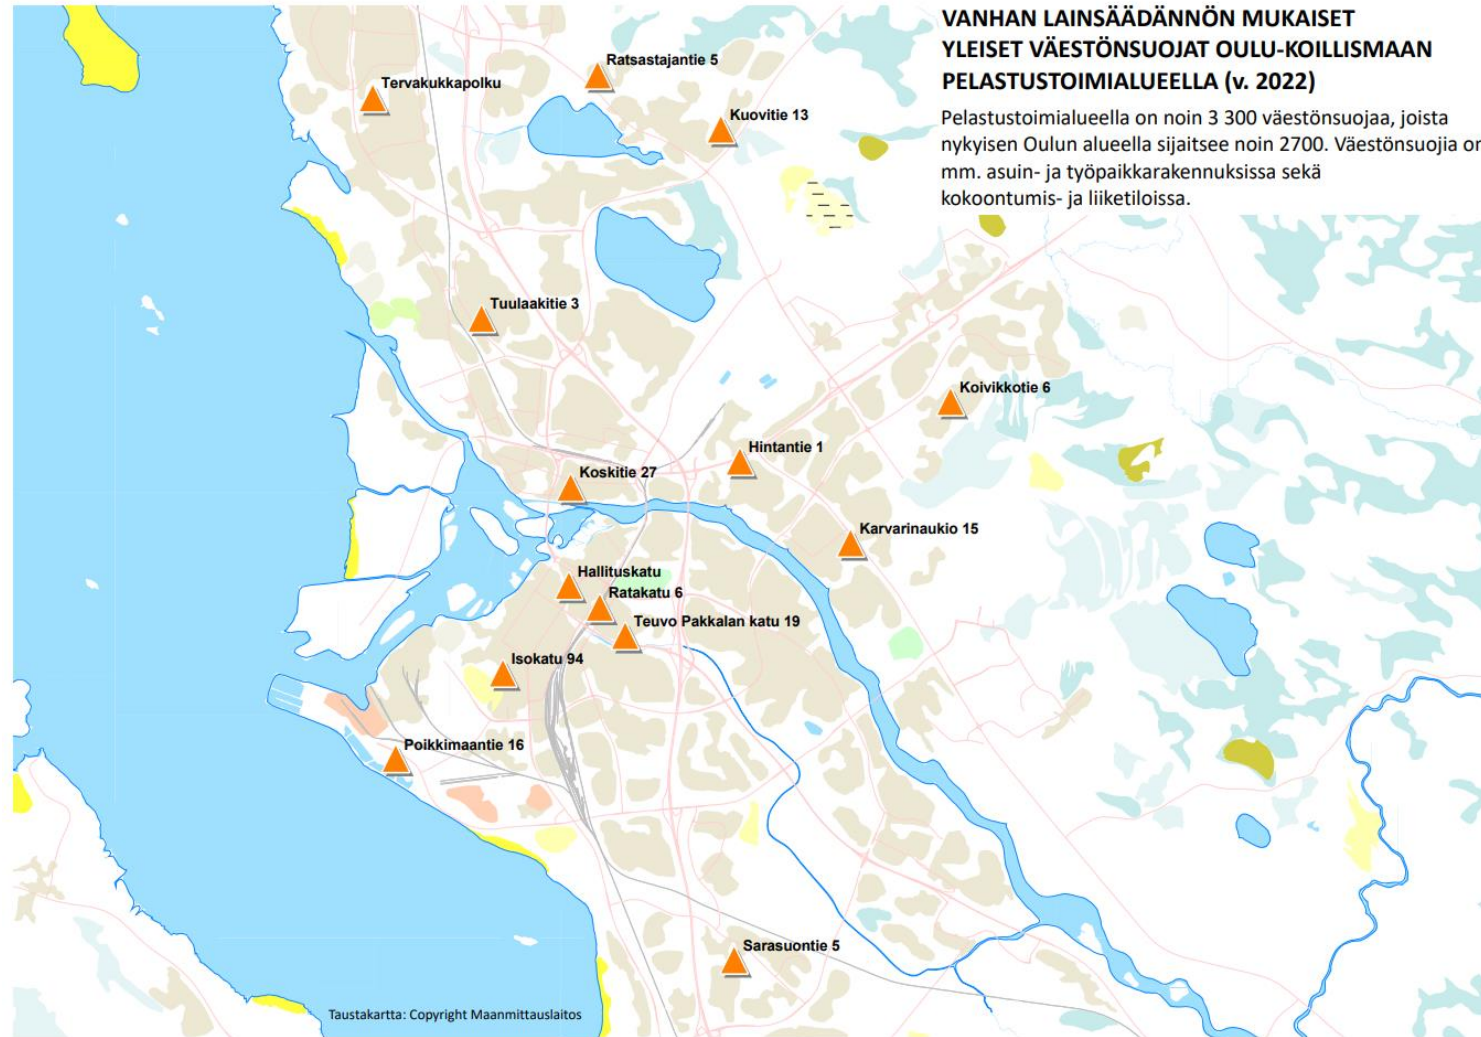 VANHAN LAINSÄÄDÄNNÖN MUKAISET
YLEISET VÄESTÖNSUOJAT OULU-KOILLISMAAN
PELASTUSTOIMIALUEELLA (v. 2022)
Pelastustoimialueella on noin 3 300 väestönsuojaa, joista
nykyisen Oulun alueella sijaitsee noin 2700. Väestönsuojia on
mm. asuin- ja työpaikkarakennuksissa sekä
kokoontumis- ja liiketiloissa.
Ratsastajantie 5
Tervakukkapolku
Kuovitie 13
Tuulaakitie 3
Koivikkotie 6
Hintantie 1
Koskitie 27
Karvarinaukio 15
Hallituskatu
Ratakatu 6
Teuvo Pakkalan katu 19
Isokatu 94
Poikkimaantie 16
Sarasuontie 5
Taustakartta: Copyright Maanmittauslaitos